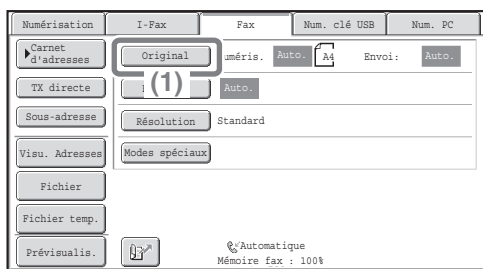 Numérisation I-Fax Fax Num. clé USB Num. PC
Carnet d'adresses
Original uméris. Auto. A4 Envoi: Auto.
TX directe (1) Auto.
Sous-adresse Résolution Standard
Visu. Adresses Modes spéciaux
Fichier
Fichier temp.
Prévisualis. Automatique
Mémoire fax : 100%